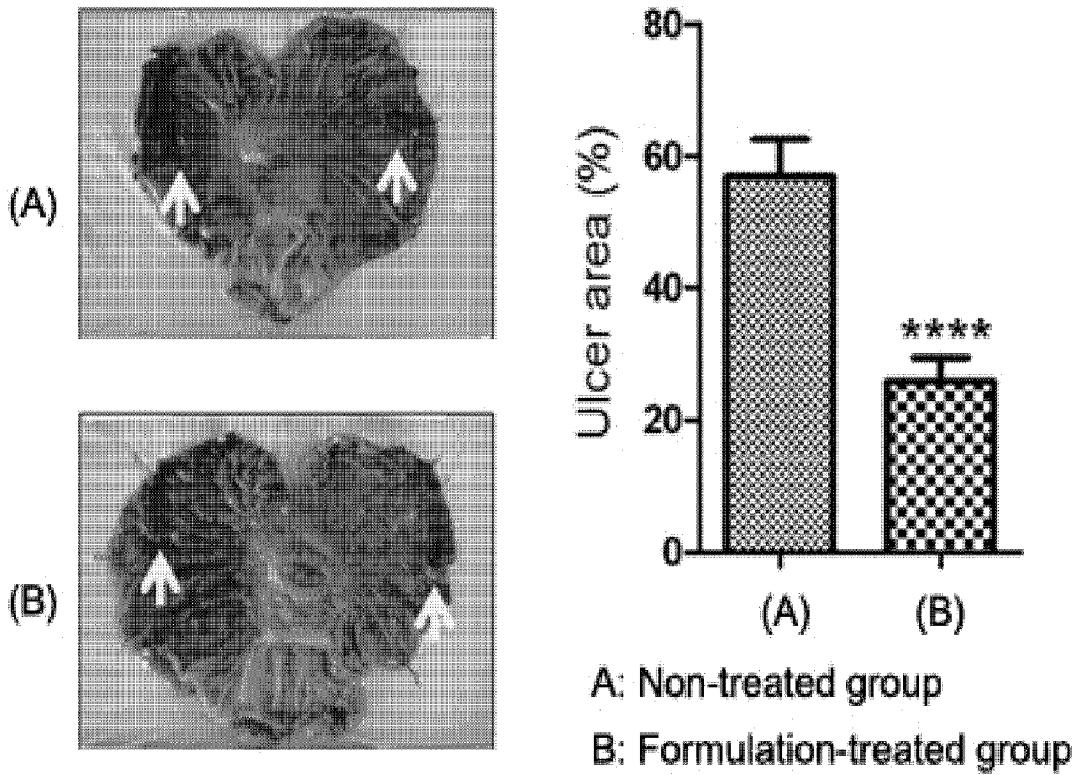 (A)
(B)
Ulcer area (%)
80
60
40
20
0
****
(A) (B)
A: Non-treated group
B: Formulation-treated group